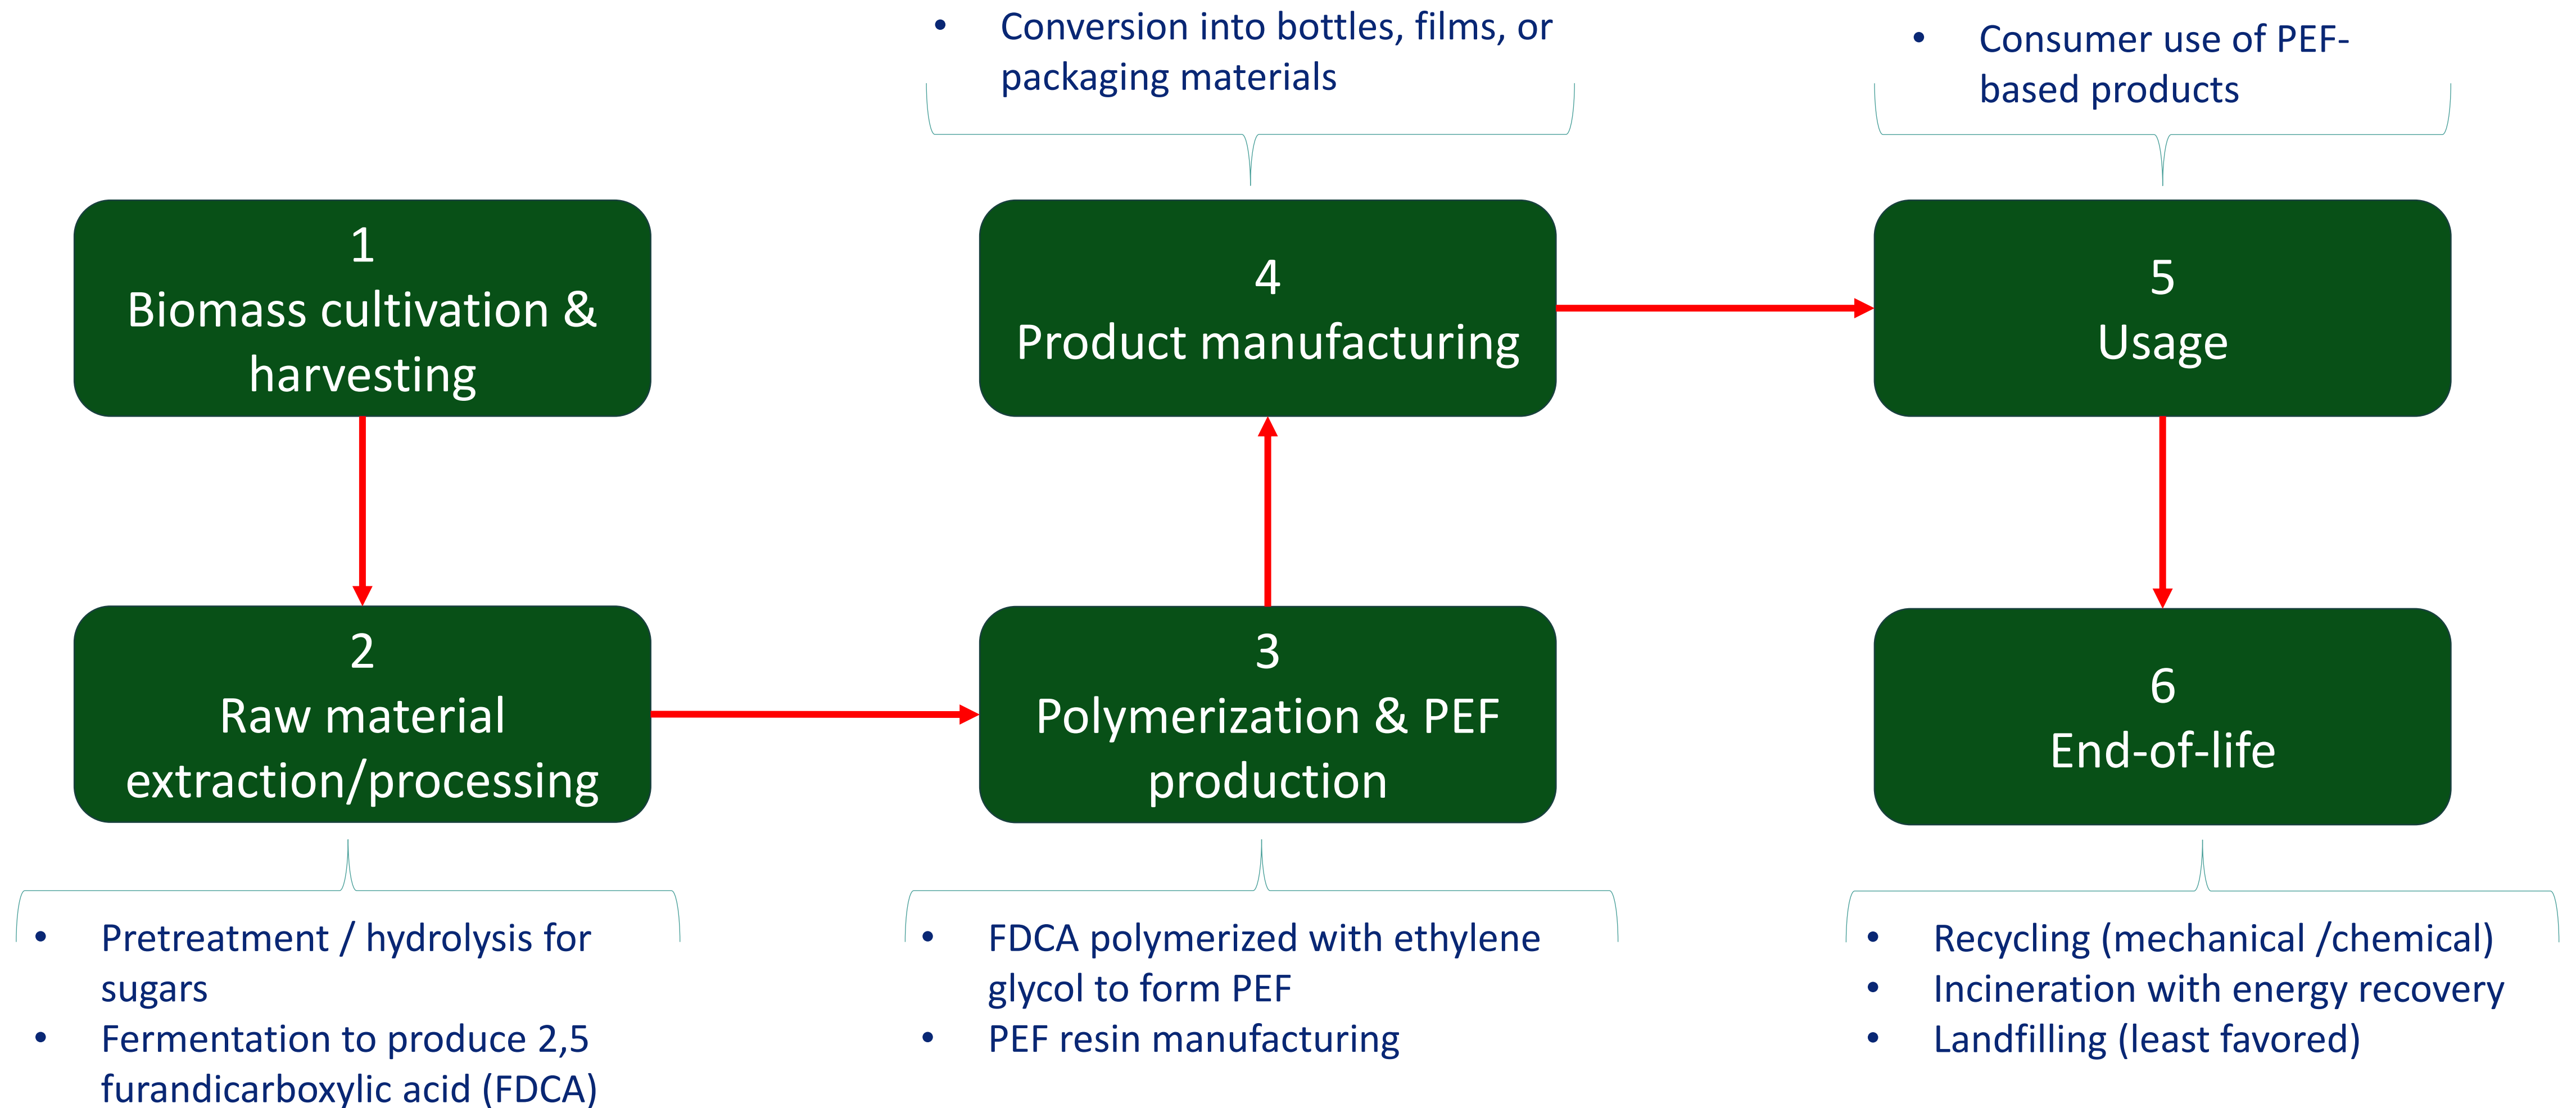 1
Biomass cultivation &
harvesting
2
Raw material
extraction/processing
• Pretreatment / hydrolysis for
sugars
• Fermentation to produce 2,5
furandicarboxylic acid (FDCA)
3
Polymerization & PEF
production
• FDCA polymerized with ethylene
glycol to form PEF
• PEF resin manufacturing
• Conversion into bottles, films, or
packaging materials
4
Product manufacturing
• Consumer use of PEF-
based products
5
Usage
6
End-of-life
• Recycling (mechanical /chemical)
• Incineration with energy recovery
• Landfilling (least favored)